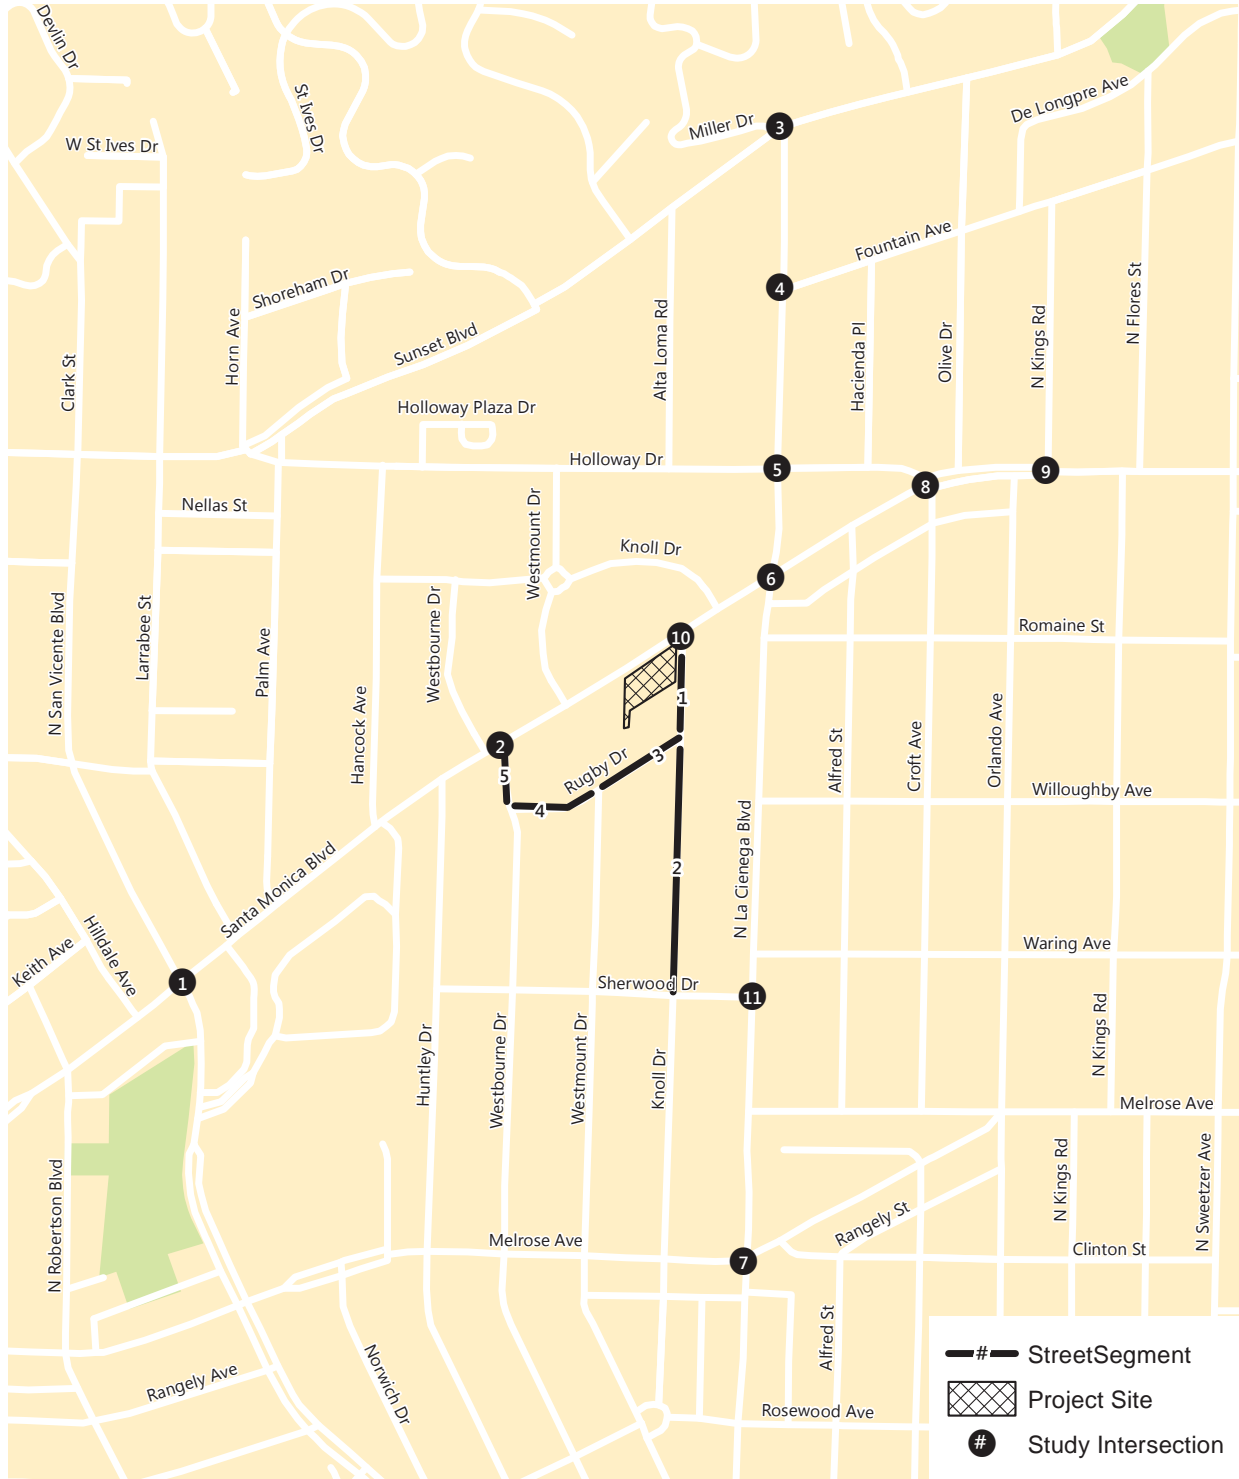 Devlin Dr
St Ives Dr
W St Ives Dr
Miller Dr
3
De Longpre Ave
Fountain Ave
4
Shoreham Dr
Sunset Blvd
Horn Ave
Clark St
Alta Loma Rd
Hacienda Pl
Olive Dr
N Kings Rd
N Flores St
Holloway Plaza Dr
Holloway Dr
5
8
9
Nellas St
Westmount Dr
Knoll Dr
6
N San Vicente Blvd
Larrabee St
Palm Ave
Hancock Ave
Westbourne Dr
10
Romaine St
1
2
5
4
Rugby Dr
3
Alfred St
Croft Ave
Orlando Ave
Willoughby Ave
2
N La Cienega Blvd
Santa Monica Blvd
Hilldale Ave
Keith Ave
1
Sherwood Dr
11
Waring Ave
N Kings Rd
Huntley Dr
Westbourne Dr
Westmount Dr
Knoll Dr
Melrose Ave
N Robertson Blvd
N Kings Rd
N Sweetzer Ave
Rangely St
Melrose Ave
7
Clinton St
Alfred St
Norwich Dr
Rangely Ave
Rosewood Ave
# StreetSegment
Project Site
# Study Intersection